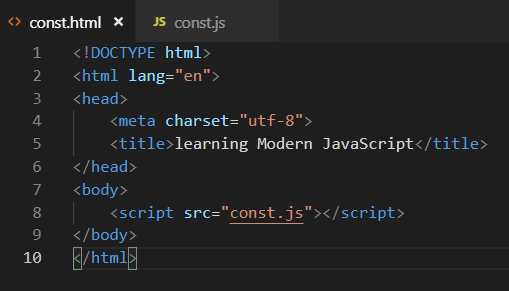 <> const.html × JS const.js
1 <!DOCTYPE html>
2 <html lang="en">
3 <head>
4     <meta charset="utf-8">
5     <title>learning Modern JavaScript</title>
6 </head>
7 <body>
8     <script src="const.js"></script>
9 </body>
10 </html>